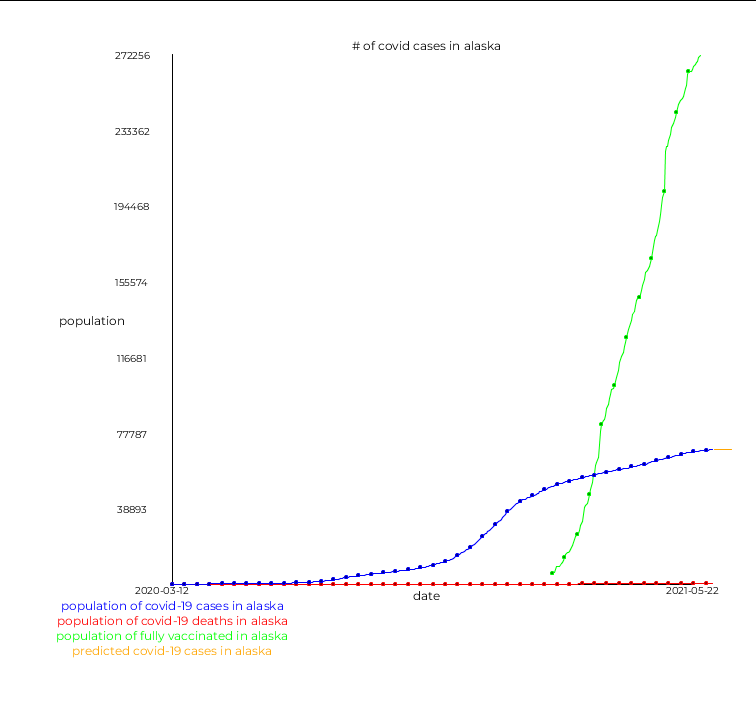 # of covid cases in alaska
272256
233362
194468
155574
population
116681
77787
38893
2020-03-12
2021-05-22
date
population of covid-19 cases in alaska
population of covid-19 deaths in alaska
population of fully vaccinated in alaska
predicted covid-19 cases in alaska